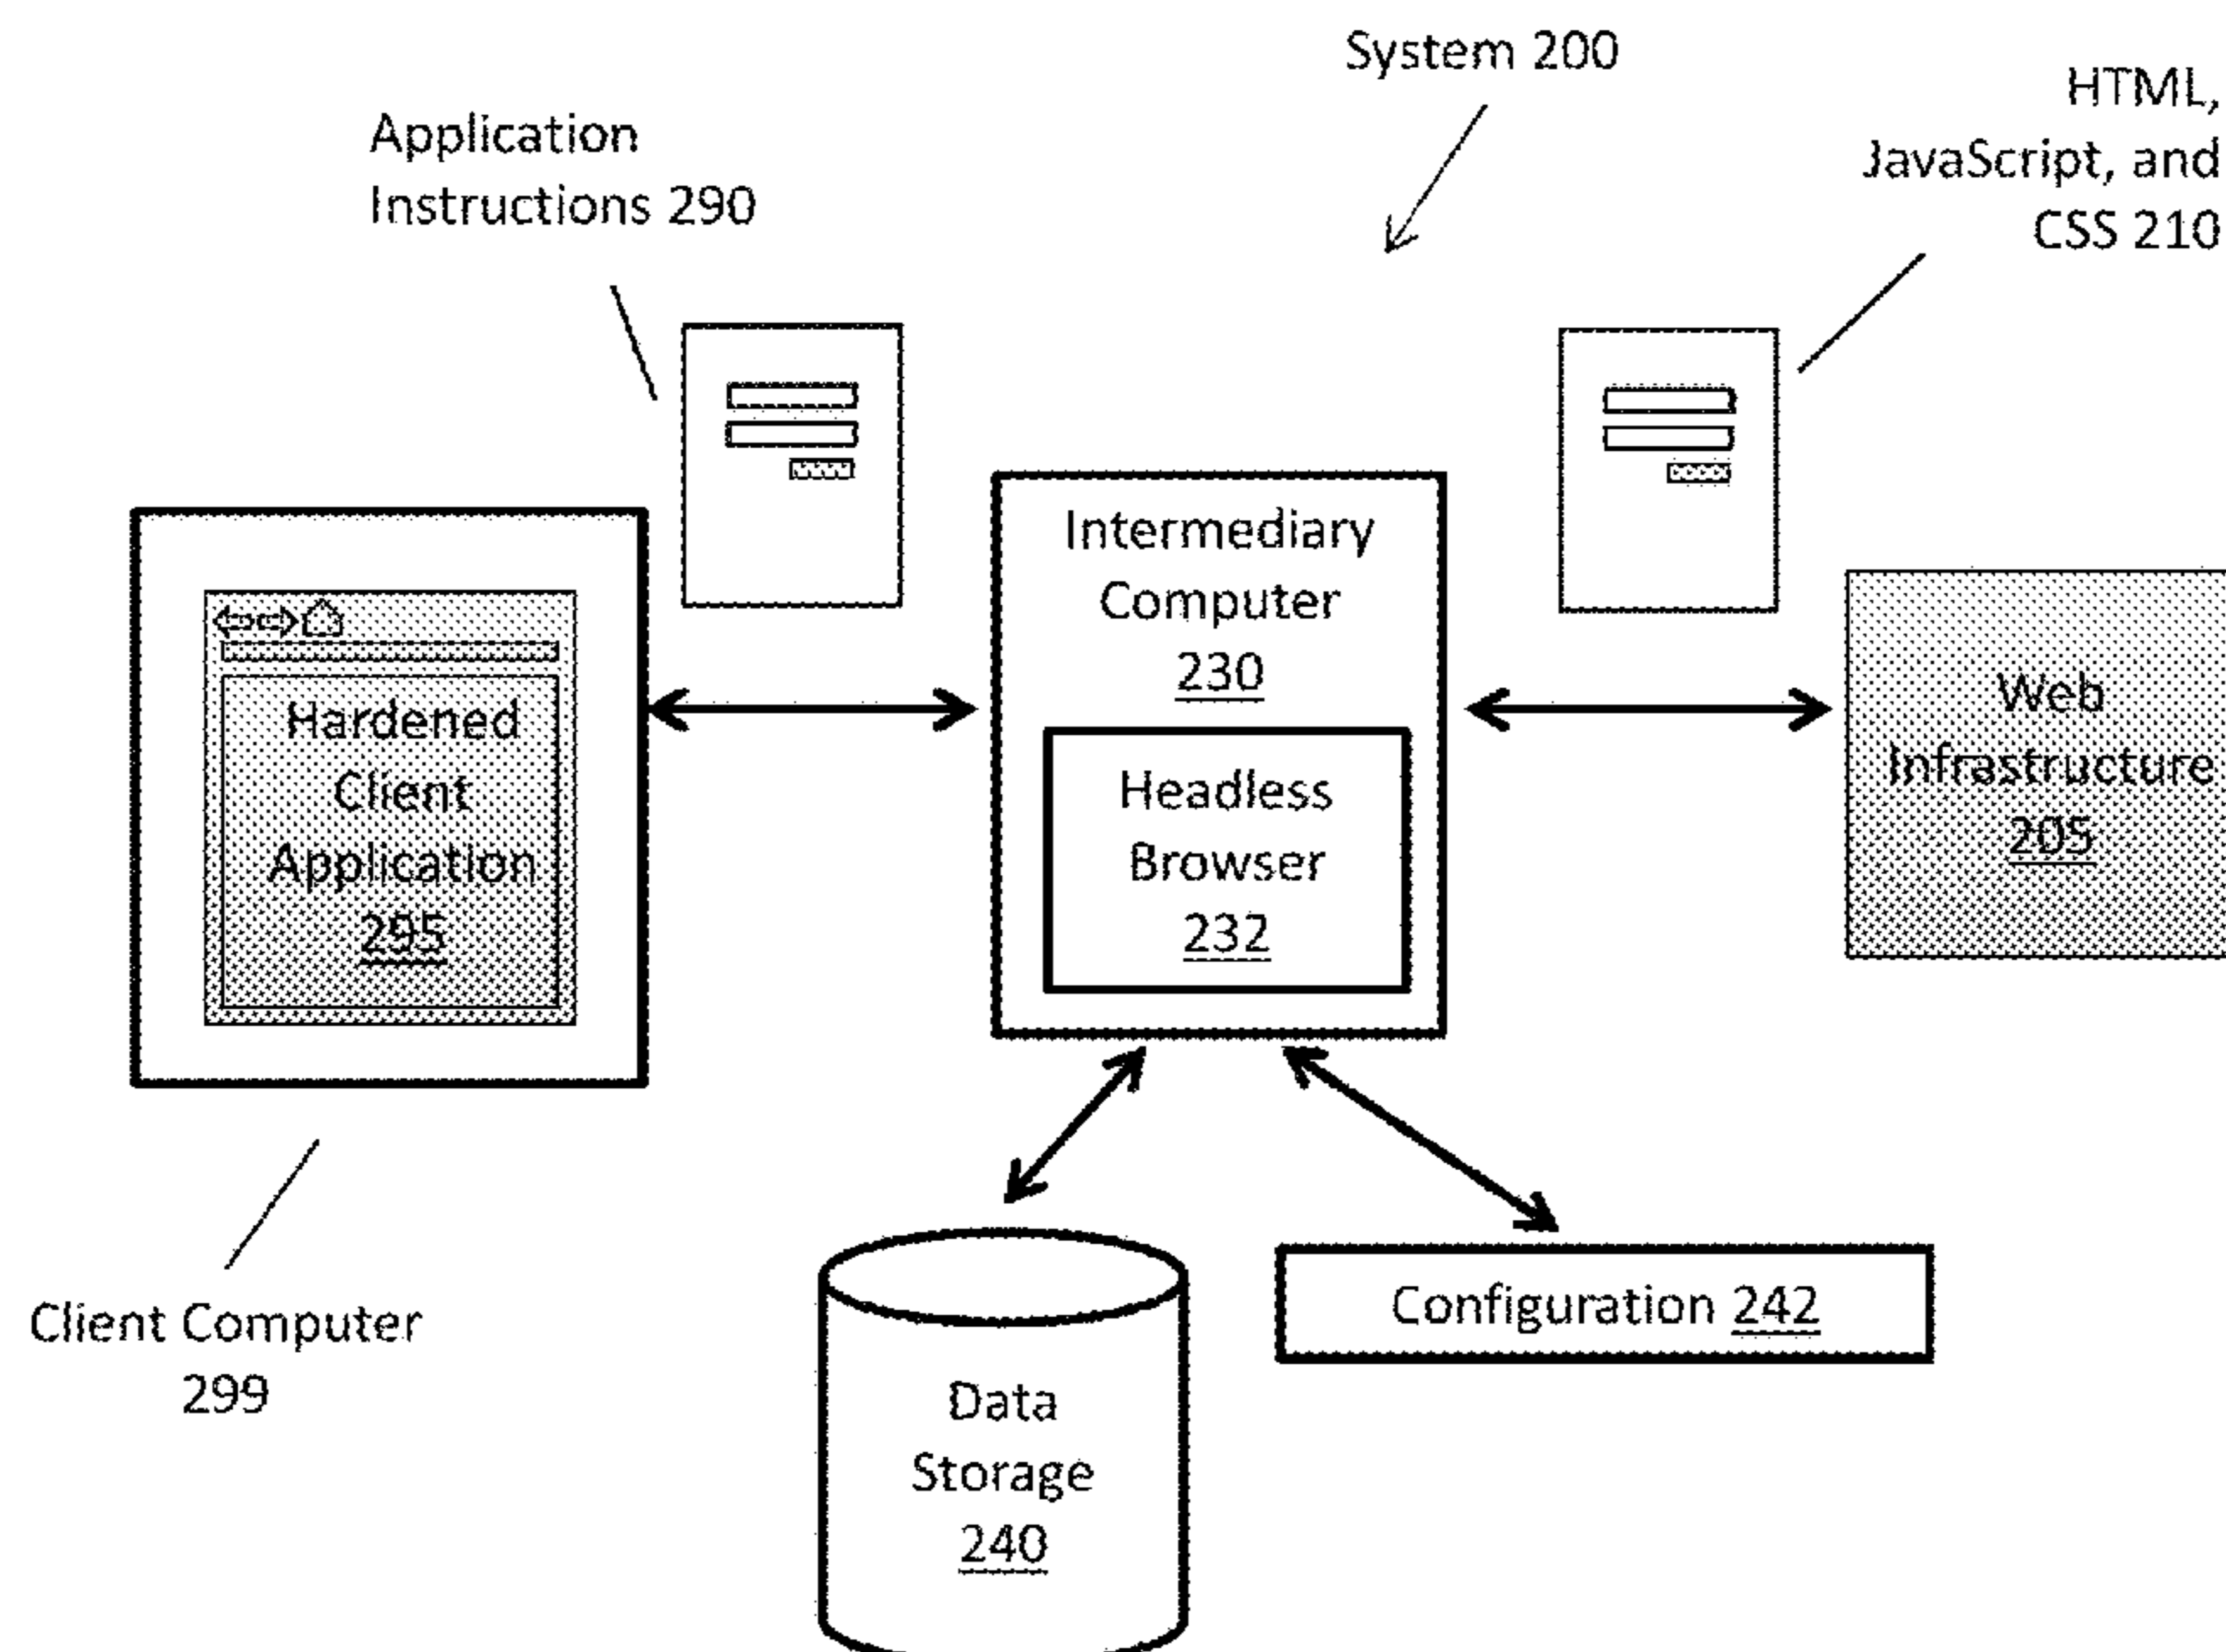 System 200
HTML,
JavaScript, and
CSS 210
Application
Instructions 290
Intermediary
Computer
230
Headless
Browser
232
Hardened
Client
Application
295
Web
Infrastructure
205
Client Computer
299
Configuration 242
Data
Storage
240